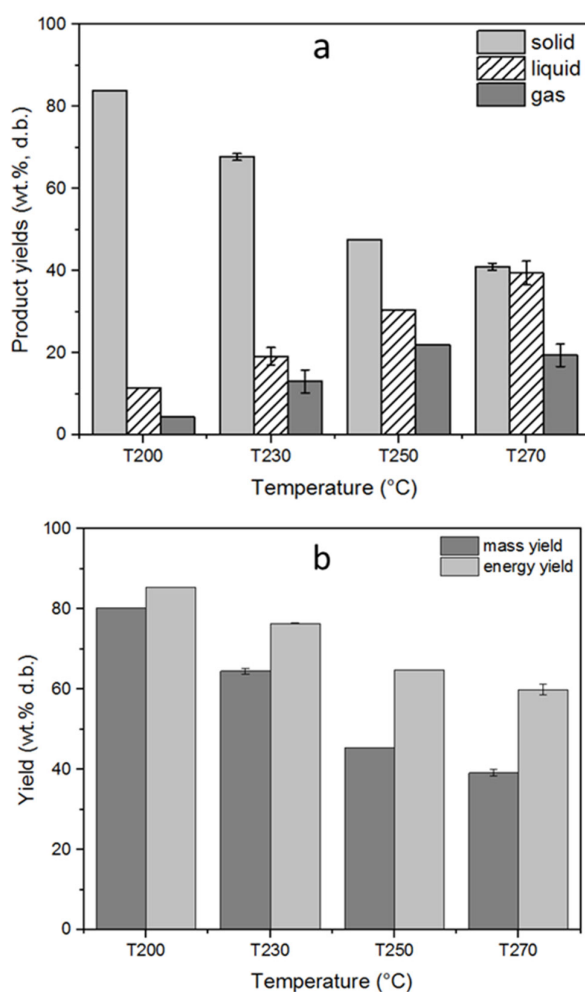 a
solid
liquid
gas
100
80
60
40
20
0
Product yields (wt.%, d.b.)
T200 T230 T250 T270
Temperature (°C)
b
mass yield
energy yield
100
80
60
40
20
0
Yield (wt.% d.b.)
T200 T230 T250 T270
Temperature (°C)